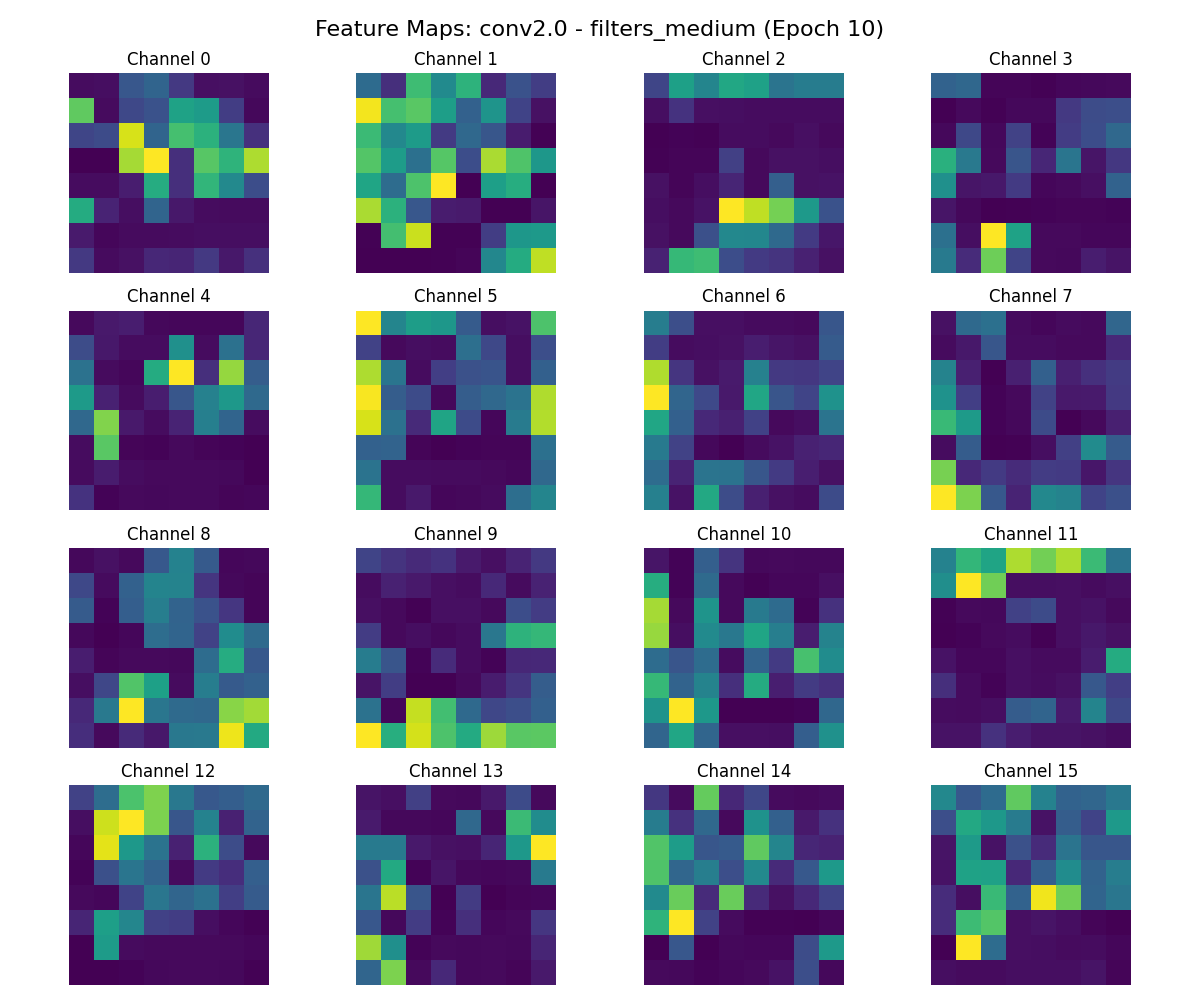 Feature Maps: conv2.0 - filters_medium (Epoch 10)
Channel 0
Channel 1
Channel 2
Channel 3
Channel 4
Channel 5
Channel 6
Channel 7
Channel 8
Channel 9
Channel 10
Channel 11
Channel 12
Channel 13
Channel 14
Channel 15